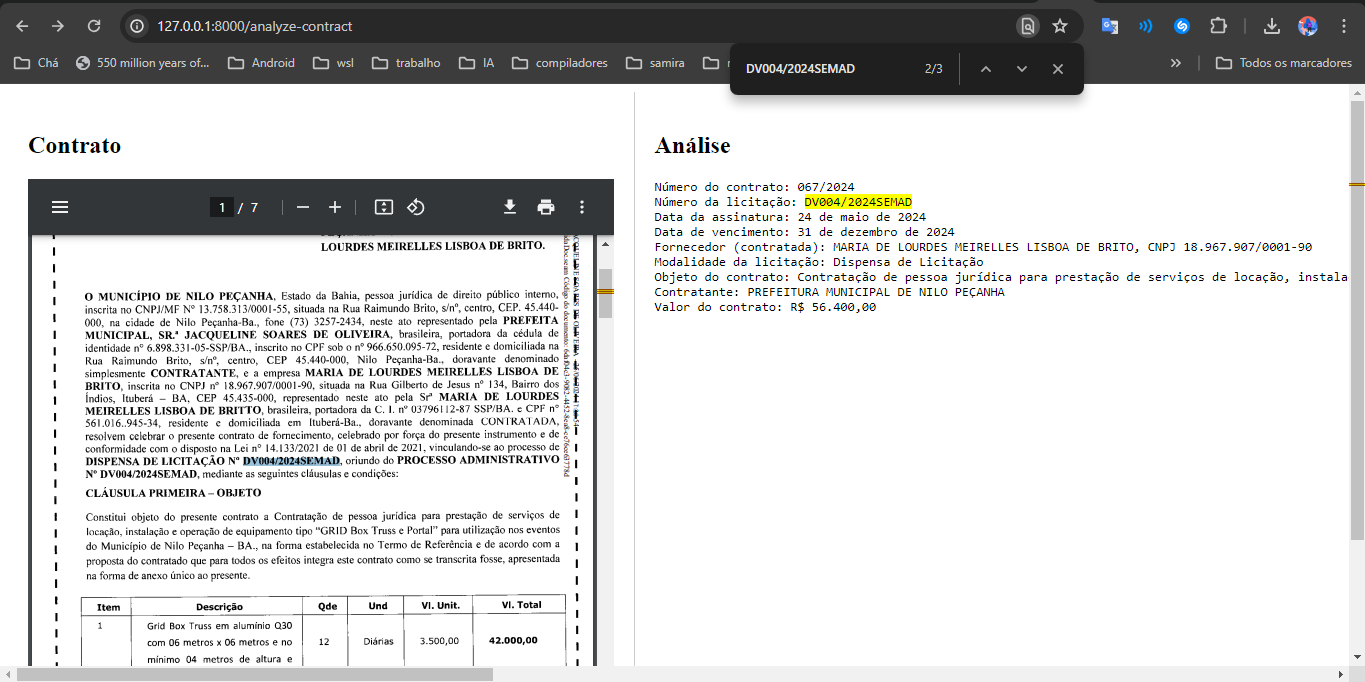 127.0.0.1:8000/analyze-contract
Chá
550 million years of...
Android
wsl
trabalho
IA
compiladores
samira
»
Todos os marcadores
DV004/2024SEMAD
2/3
Contrato
1 / 7
LOURDES MEIRELLES LISBOA DE BRITO.
O MUNICÍPIO DE NILO PEÇANHA, Estado da Bahia, pessoa jurídica de direito público interno,
inscrita no CNPJ/MF Nº 13.758.313/0001-55, situada na Rua Raimundo Brito, s/nº, centro, CEP. 45.440-
000, na cidade de Nilo Peçanha-Ba., fone (73) 3257-2434, neste ato representado pela PREFEITA
MUNICIPAL, SR.ª JACQUELINE SOARES DE OLIVEIRA, brasileira, portadora da cédula de
identidade nº 6.898.331-05-SSP/BA., inscrito no CPF sob o nº 966.650.095-72, residente e domiciliada na
Rua Raimundo Brito, s/nº, centro, CEP 45.440-000, Nilo Peçanha-Ba., doravante denominado
simplesmente CONTRATANTE, e a empresa MARIA DE LOURDES MEIRELLES LISBOA DE
BRITO, inscrita no CNPJ nº 18.967.907/0001-90, situada na Rua Gilberto de Jesus nº 134, Bairro dos
Índios, Ituberá – BA, CEP 45.435-000, representado neste ato pela Srª MARIA DE LOURDES
MEIRELLES LISBOA DE BRITTO, brasileira, portadora da C. I. nº 03796112-87 SSP/BA. e CPF nº
561.016..945-34, residente e domiciliada em Ituberá-Ba., doravante denominada CONTRATADA,
resolvem celebrar o presente contrato de fornecimento, celebrado por força do presente instrumento e de
conformidade com o disposto na Lei nº 14.133/2021 de 01 de abril de 2021, vinculando-se ao processo de
DISPENSA DE LICITAÇÃO Nº DV004/2024SEMAD, oriundo do PROCESSO ADMINISTRATIVO
Nº DV004/2024SEMAD, mediante as seguintes cláusulas e condições:
CLÁUSULA PRIMEIRA – OBJETO
Constitui objeto do presente contrato a Contratação de pessoa jurídica para prestação de serviços de
locação, instalação e operação de equipamento tipo “GRID Box Truss e Portal” para utilização nos eventos
do Município de Nilo Peçanha – BA., na forma estabelecida no Termo de Referência e de acordo com a
proposta do contratado que para todos os efeitos integra este contrato como se transcrita fosse, apresentada
na forma de anexo único ao presente.
Item Descrição Qde Und Vl. Unit. Vl. Total
1 Grid Box Truss em alumínio Q30
com 06 metros x 06 metros e no 12 Diárias 3.500,00 42.000,00
mínimo 04 metros de altura e
Análise
Número do contrato: 067/2024
Número da licitação: DV004/2024SEMAD
Data da assinatura: 24 de maio de 2024
Data de vencimento: 31 de dezembro de 2024
Fornecedor (contratada): MARIA DE LOURDES MEIRELLES LISBOA DE BRITO, CNPJ 18.967.907/0001-90
Modalidade da licitação: Dispensa de Licitação
Objeto do contrato: Contratação de pessoa jurídica para prestação de serviços de locação, instala
Contratante: PREFEITURA MUNICIPAL DE NILO PEÇANHA
Valor do contrato: R$ 56.400,00